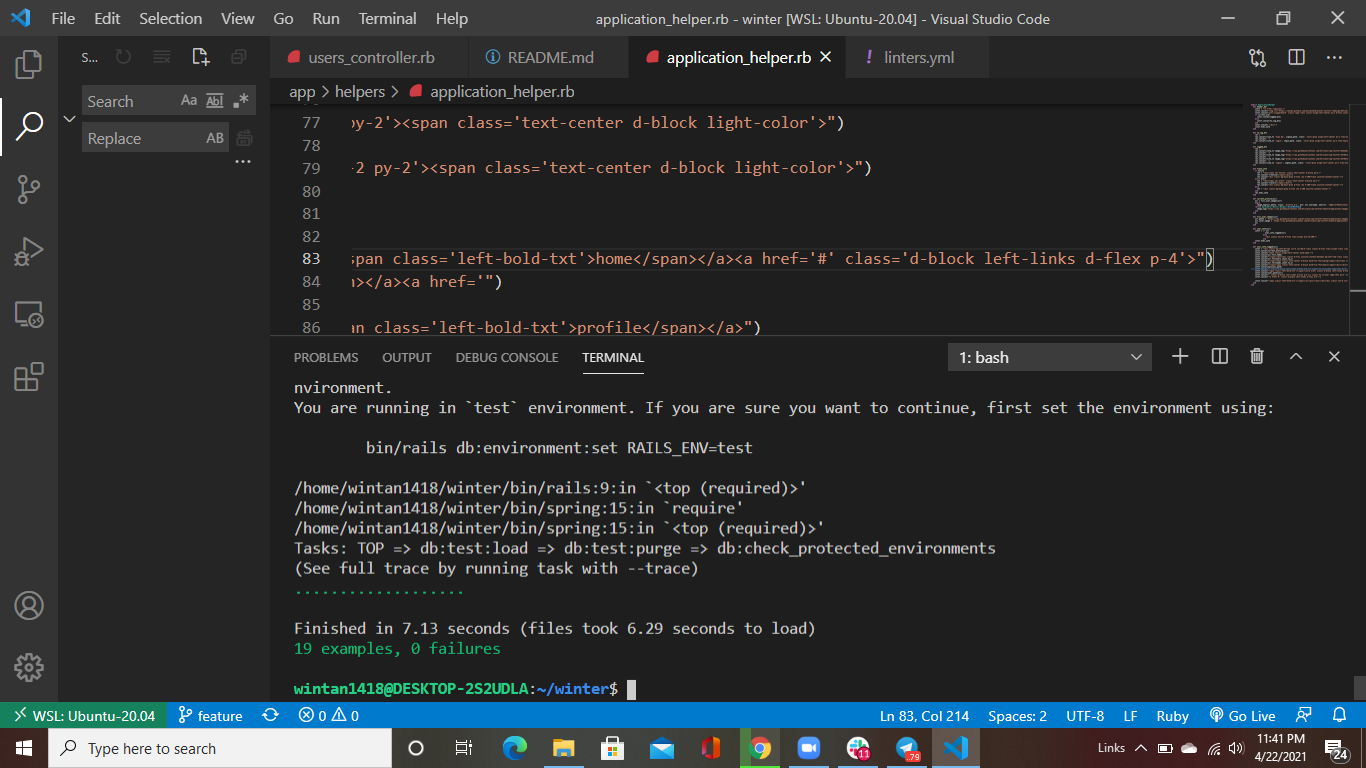 File Edit Selection View Go Run Terminal Help
application_helper.rb - winter [WSL: Ubuntu-20.04] - Visual Studio Code
S...
users_controller.rb
README.md
application_helper.rb
linters.yml
Search
Aa Abl .*
Replace
AB
...
app > helpers > application_helper.rb
77 py-2'><span class='text-center d-block light-color'>")
78
79 -2 py-2'><span class='text-center d-block light-color'>")
80
81
82
83 span class='left-bold-txt'>home</span></a><a href='#' class='d-block left-links d-flex p-4'>")
84 ></a><a href='")
85
86 an class='left-bold-txt'>profile</span></a>")
PROBLEMS OUTPUT DEBUG CONSOLE TERMINAL
1: bash
nvironment.
You are running in `test` environment. If you are sure you want to continue, first set the environment using:
bin/rails db:environment:set RAILS_ENV=test
/home/wintan1418/winter/bin/rails:9:in `<top (required)>'
/home/wintan1418/winter/bin/spring:15:in `require'
/home/wintan1418/winter/bin/spring:15:in `<top (required)>'
Tasks: TOP => db:test:load => db:test:purge => db:check_protected_environments
(See full trace by running task with --trace)
...................
Finished in 7.13 seconds (files took 6.29 seconds to load)
19 examples, 0 failures
wintan1418@DESKTOP-2S2UDLA:~/winter$
WSL: Ubuntu-20.04 feature 0 0 Ln 83, Col 214 Spaces: 2 UTF-8 LF Ruby Go Live
Type here to search
11
79
Links
11:41 PM
4/22/2021
24